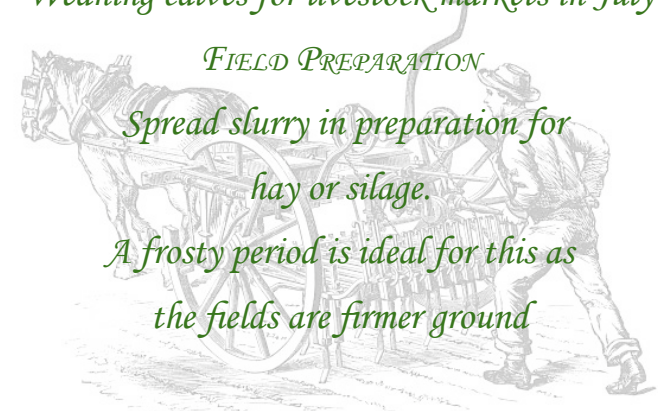 Weaning calves for livestock markets in July
FIELD PREPARATION
Spread slurry in preparation for
hay or silage.
A frosty period is ideal for this as
the fields are firmer ground